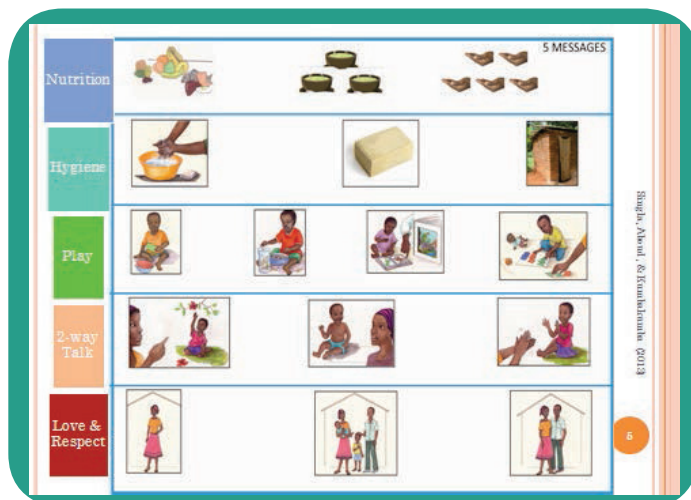 5 MESSAGES
Nutrition
Hygiene
Play
2-way
Talk
Love &
Respect
Singla, Aboud, & Kumbakumba (2013)
5